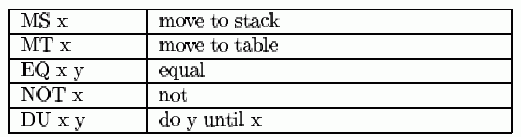 MS x move to stack
MT x move to table
EQ x y equal
NOT x not
DU x y do y until x